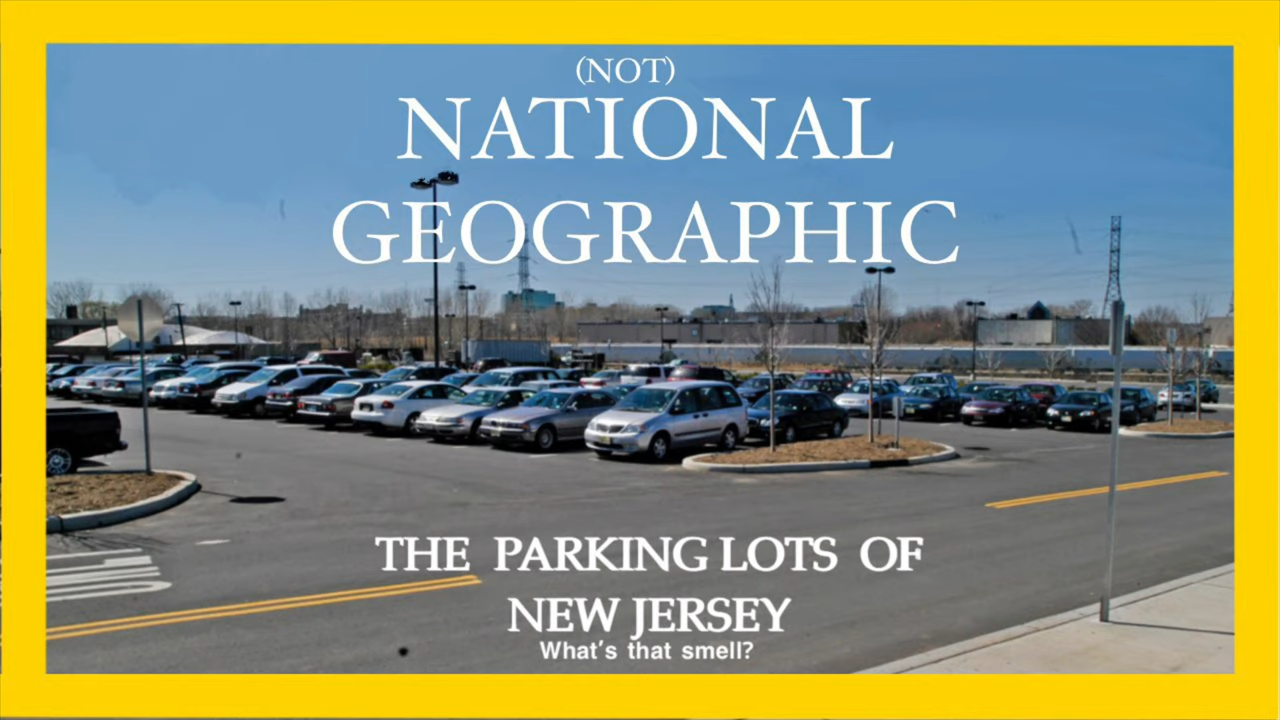 (NOT)
NATIONAL
GEOGRAPHIC
THE PARKING LOTS OF
NEW JERSEY
What's that smell?